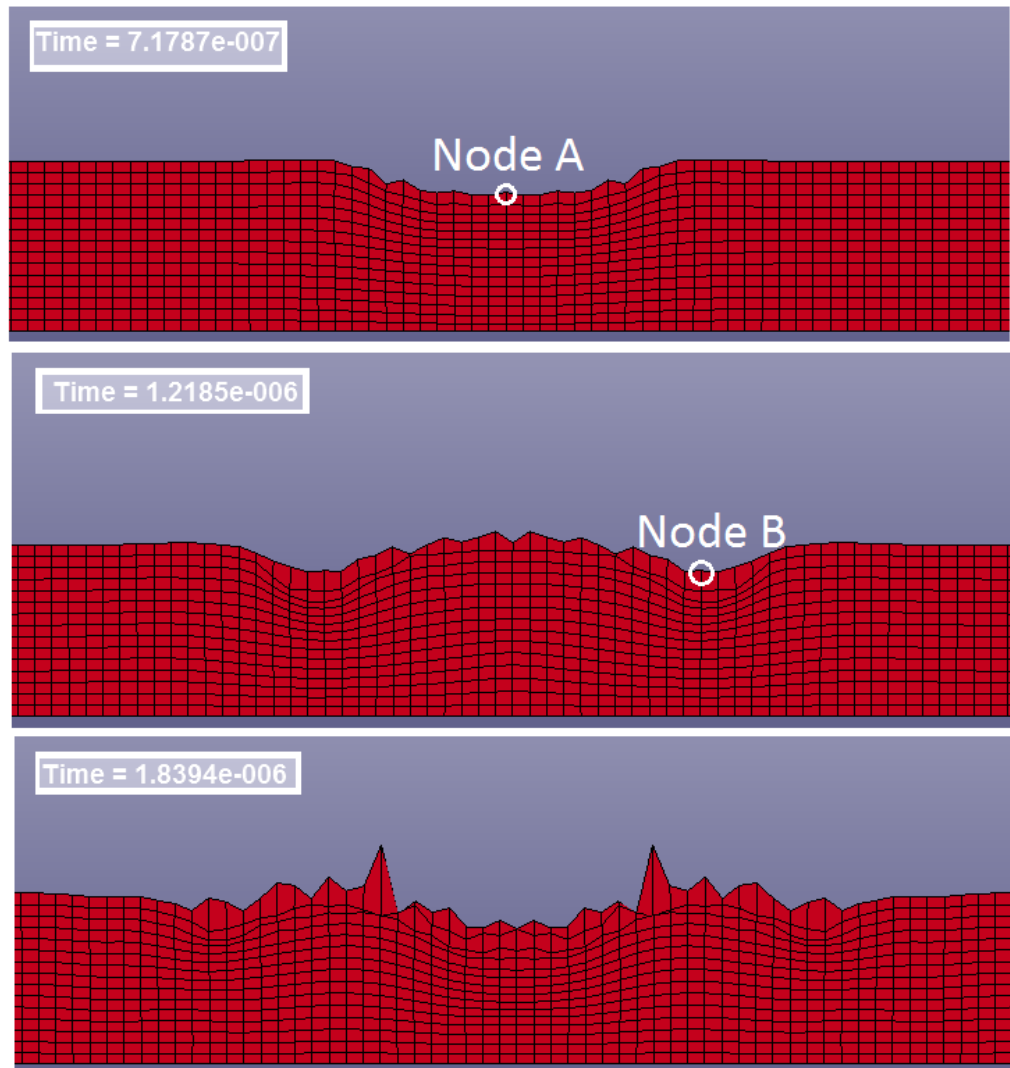 Time = 7.1787e-007
Node A
Time = 1.2185e-006
Node B
Time = 1.8394e-006